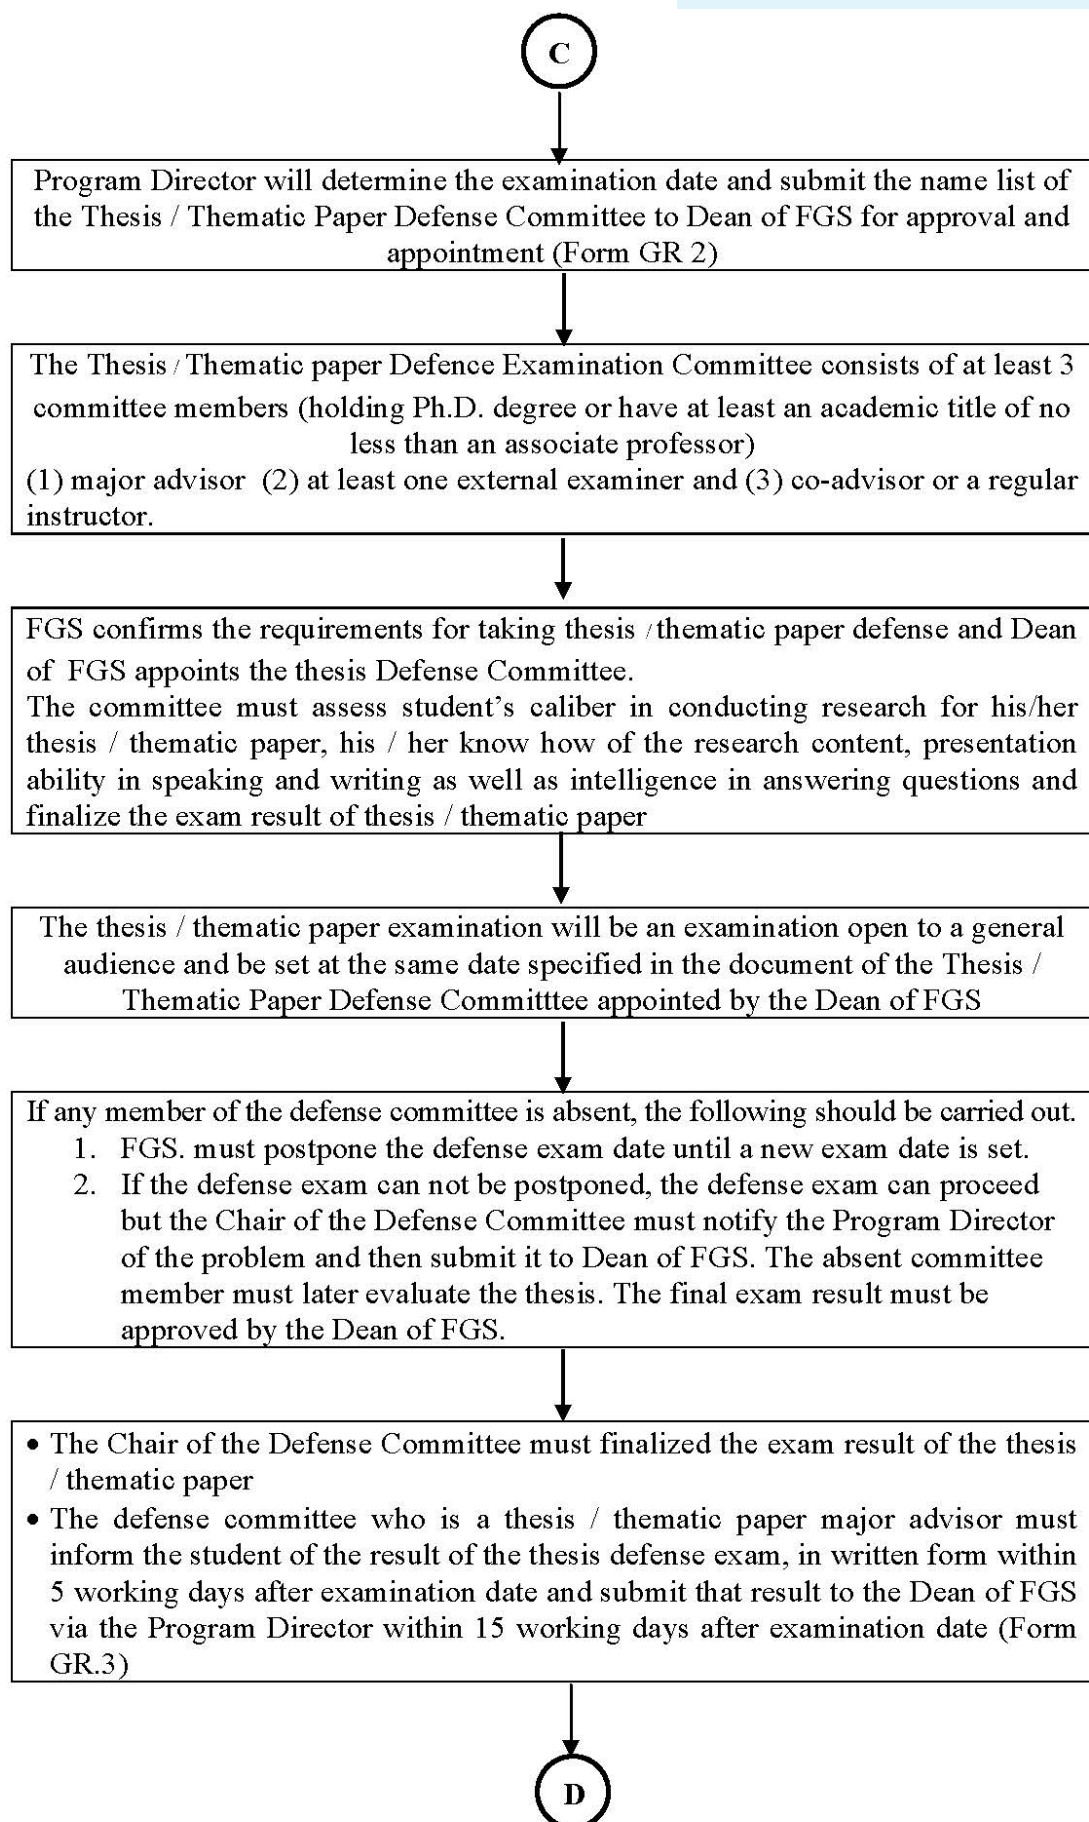 C
Program Director will determine the examination date and submit the name list of
the Thesis / Thematic Paper Defense Committee to Dean of FGS for approval and
appointment (Form GR 2)
The Thesis / Thematic paper Defence Examination Committee consists of at least 3
committee members (holding Ph.D. degree or have at least an academic title of no
less than an associate professor)
(1) major advisor (2) at least one external examiner and (3) co-advisor or a regular
instructor.
FGS confirms the requirements for taking thesis /thematic paper defense and Dean
of FGS appoints the thesis Defense Committee.
The committee must assess student’s caliber in conducting research for his/her
thesis / thematic paper, his / her know how of the research content, presentation
ability in speaking and writing as well as intelligence in answering questions and
finalize the exam result of thesis / thematic paper
The thesis / thematic paper examination will be an examination open to a general
audience and be set at the same date specified in the document of the Thesis /
Thematic Paper Defense Committtee appointed by the Dean of FGS
If any member of the defense committee is absent, the following should be carried out.
1. FGS. must postpone the defense exam date until a new exam date is set.
2. If the defense exam can not be postponed, the defense exam can proceed
but the Chair of the Defense Committee must notify the Program Director
of the problem and then submit it to Dean of FGS. The absent committee
member must later evaluate the thesis. The final exam result must be
approved by the Dean of FGS.
• The Chair of the Defense Committee must finalized the exam result of the thesis
/ thematic paper
• The defense committee who is a thesis / thematic paper major advisor must
inform the student of the result of the thesis defense exam, in written form within
5 working days after examination date and submit that result to the Dean of FGS
via the Program Director within 15 working days after examination date (Form
GR.3)
D